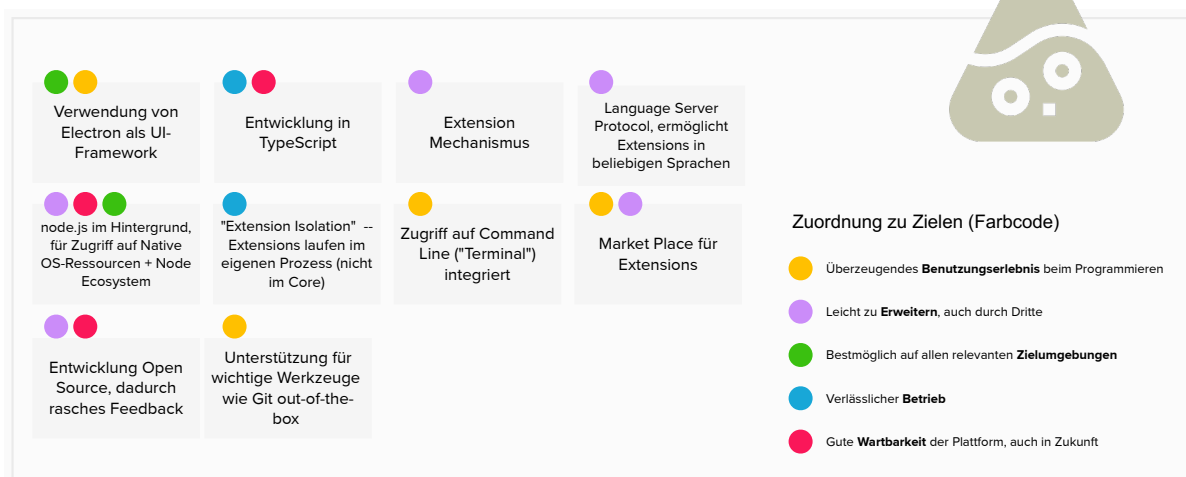 Verwendung von
Electron als UI-
Framework
Entwicklung in
TypeScript
Extension
Mechanismus
Language Server
Protocol, ermöglicht
Extensions in
beliebigen Sprachen
node.js im Hintergrund,
für Zugriff auf Native
OS-Ressourcen + Node
Ecosystem
"Extension Isolation" --
Extensions laufen im
eigenen Prozess (nicht
im Core)
Zugriff auf Command
Line ("Terminal")
integriert
Market Place für
Extensions
Entwicklung Open
Source, dadurch
rasches Feedback
Unterstützung für
wichtige Werkzeuge
wie Git out-of-the-
box
Zuordnung zu Zielen (Farbcode)
Überzeugendes Benutzungserlebnis beim Programmieren
Leicht zu Erweitern, auch durch Dritte
Bestmöglich auf allen relevanten Zielumgebungen
Verlässlicher Betrieb
Gute Wartbarkeit der Plattform, auch in Zukunft